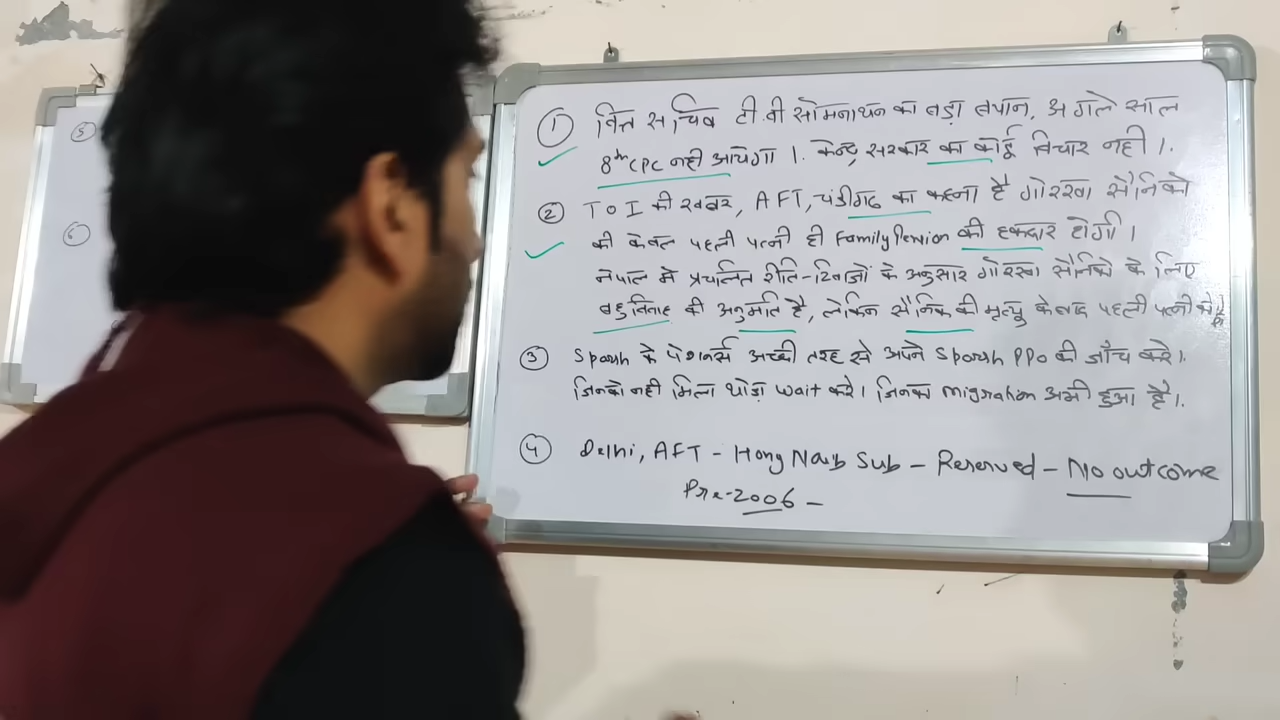 ⑤
⑥
① वित्त सचिव टी.वी सोमनाथन का बड़ा बयान, अगले साल
8th CPC नही आयेगा । केन्द्र सरकार का कोई विचार नही ।.
② TOI की खबर, AFT, चंडीगढ का कहना है गोरखा सैनिको
की केवल पहली पत्नी ही Family Pension की हकदार होगी ।
नेपाल मे प्रचलित रीति-रिवाजों के अनुसार गोरखा सैनिको के लिए
बहुविवाह की अनुमति है, लेकिन सैनिक की मृत्यु के बाद पहली पत्नी को
③ Sparsh के पेंशनर्स अच्छी तरह से अपने Sparsh PPO की जाँच करे।
जिनको नही मिला थोड़ा wait करे। जिनका migration अभी हुआ है।.
④ Delhi, AFT - Hony Naib Sub - Reserved - No outcome
Pre-2006 -